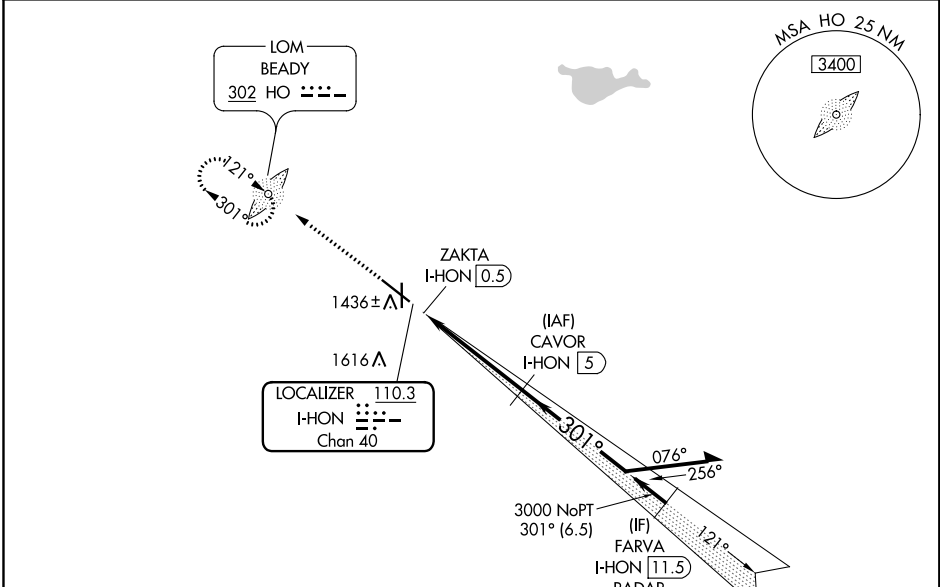 LOM
BEADY
302 HO
MSA HO 25 NM
3400
121°
301°
ZAKTA
I-HON 0.5
1436±
1616
(IAF)
CAVOR
I-HON 5
LOCALIZER 110.3
I-HON
Chan 40
301°
076°
256°
3000 NoPT
301° (6.5)
(IF)
FARVA
I-HON 11.5
RADAR
121°